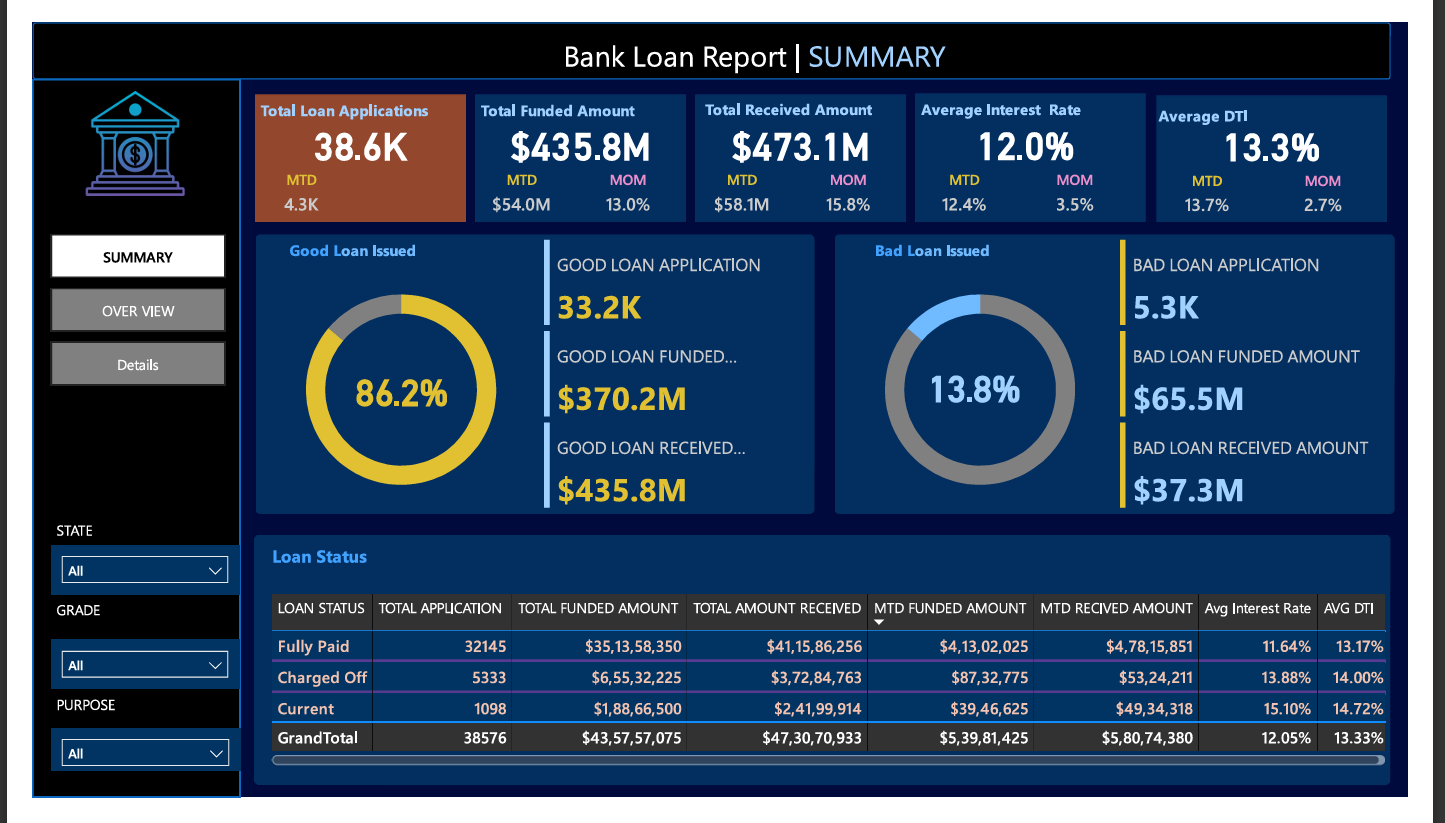 Bank Loan Report | SUMMARY
Total Loan Applications
38.6K
MTD
4.3K
Total Funded Amount
$435.8M
MTD MOM
$54.0M 13.0%
Total Received Amount
$473.1M
MTD MOM
$58.1M 15.8%
Average Interest Rate
12.0%
MTD MOM
12.4% 3.5%
Average DTI
13.3%
MTD MOM
13.7% 2.7%
SUMMARY
OVER VIEW
Details
STATE
All
GRADE
All
PURPOSE
All
Good Loan Issued
86.2%
GOOD LOAN APPLICATION
33.2K
GOOD LOAN FUNDED...
$370.2M
GOOD LOAN RECEIVED...
$435.8M
Bad Loan Issued
13.8%
BAD LOAN APPLICATION
5.3K
BAD LOAN FUNDED AMOUNT
$65.5M
BAD LOAN RECEIVED AMOUNT
$37.3M
Loan Status
LOAN STATUS TOTAL APPLICATION TOTAL FUNDED AMOUNT TOTAL AMOUNT RECEIVED MTD FUNDED AMOUNT MTD RECIVED AMOUNT Avg Interest Rate AVG DTI
Fully Paid 32145 $35,13,58,350 $41,15,86,256 $4,13,02,025 $4,78,15,851 11.64% 13.17%
Charged Off 5333 $6,55,32,225 $3,72,84,763 $87,32,775 $53,24,211 13.88% 14.00%
Current 1098 $1,88,66,500 $2,41,99,914 $39,46,625 $49,34,318 15.10% 14.72%
GrandTotal 38576 $43,57,57,075 $47,30,70,933 $5,39,81,425 $5,80,74,380 12.05% 13.33%